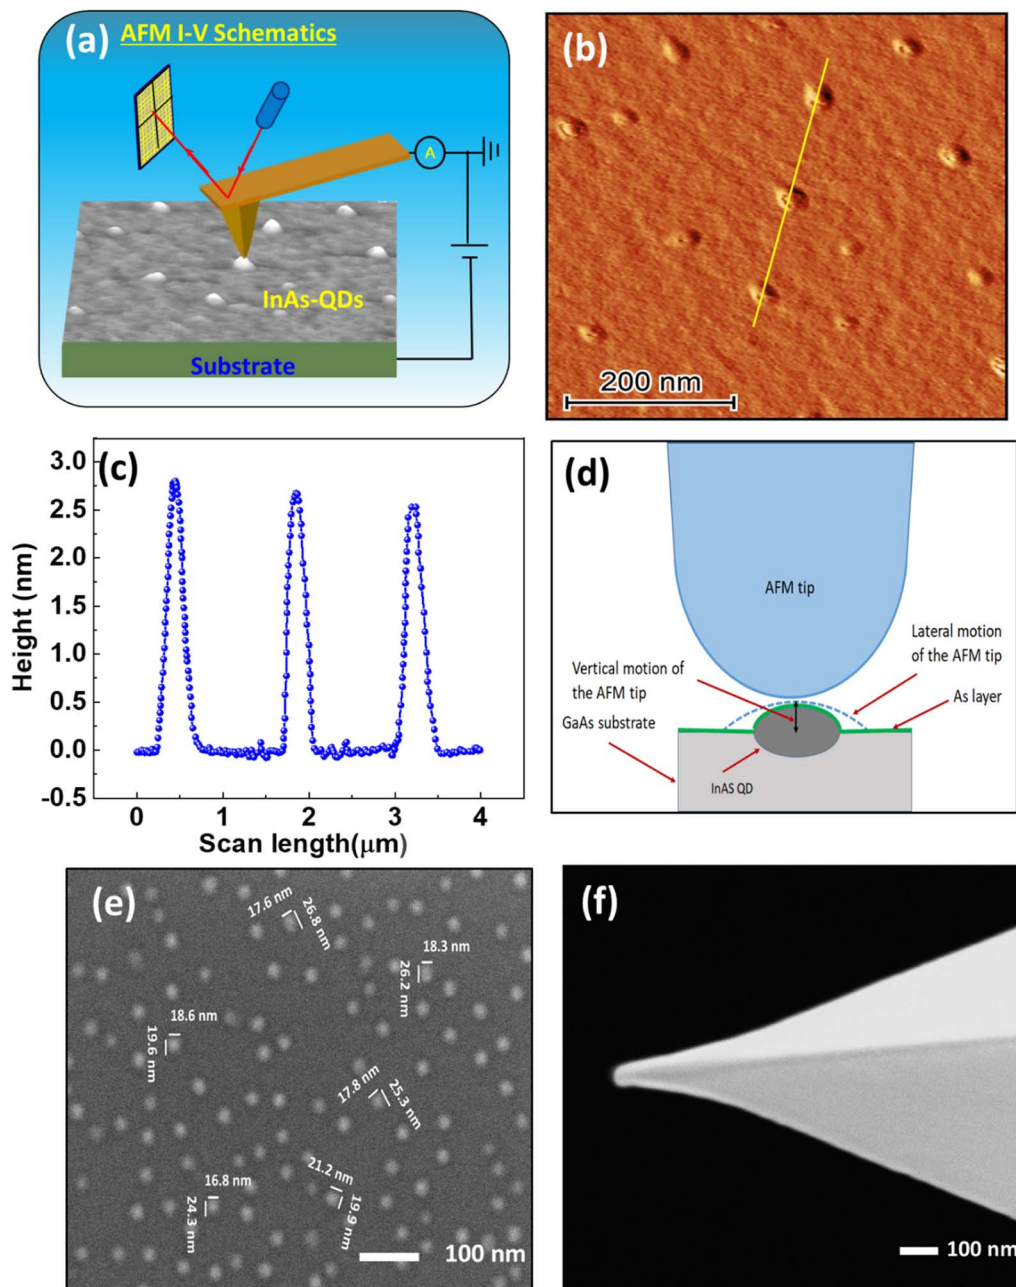 (a)
AFM I-V Schematics
A
InAs-QDs
Substrate
(b)
200 nm
(c)
Height (nm)
3.0
2.5
2.0
1.5
1.0
0.5
0.0
-0.5
0
1
2
3
4
Scan length(μm)
(d)
AFM tip
Lateral motion
of the AFM tip
Vertical motion of
the AFM tip
As layer
GaAs substrate
InAS QD
(e)
17.6 nm
26.8 nm
18.3 nm
26.2 nm
18.6 nm
19.6 nm
17.8 nm
25.3 nm
21.2 nm
19.9 nm
16.8 nm
24.3 nm
100 nm
(f)
100 nm